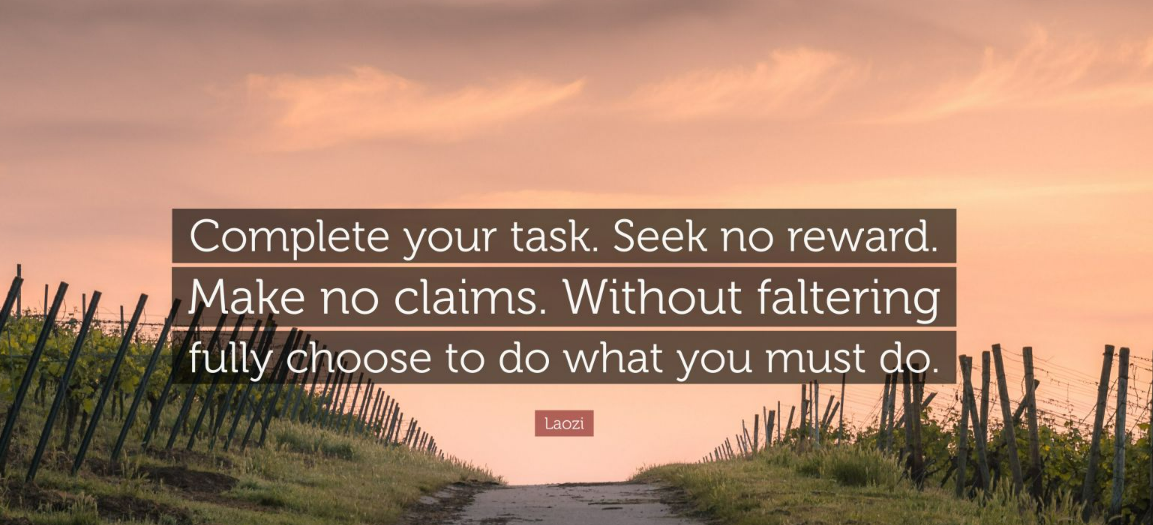 Complete your task. Seek no reward.
Make no claims. Without faltering
fully choose to do what you must do.
Laozi